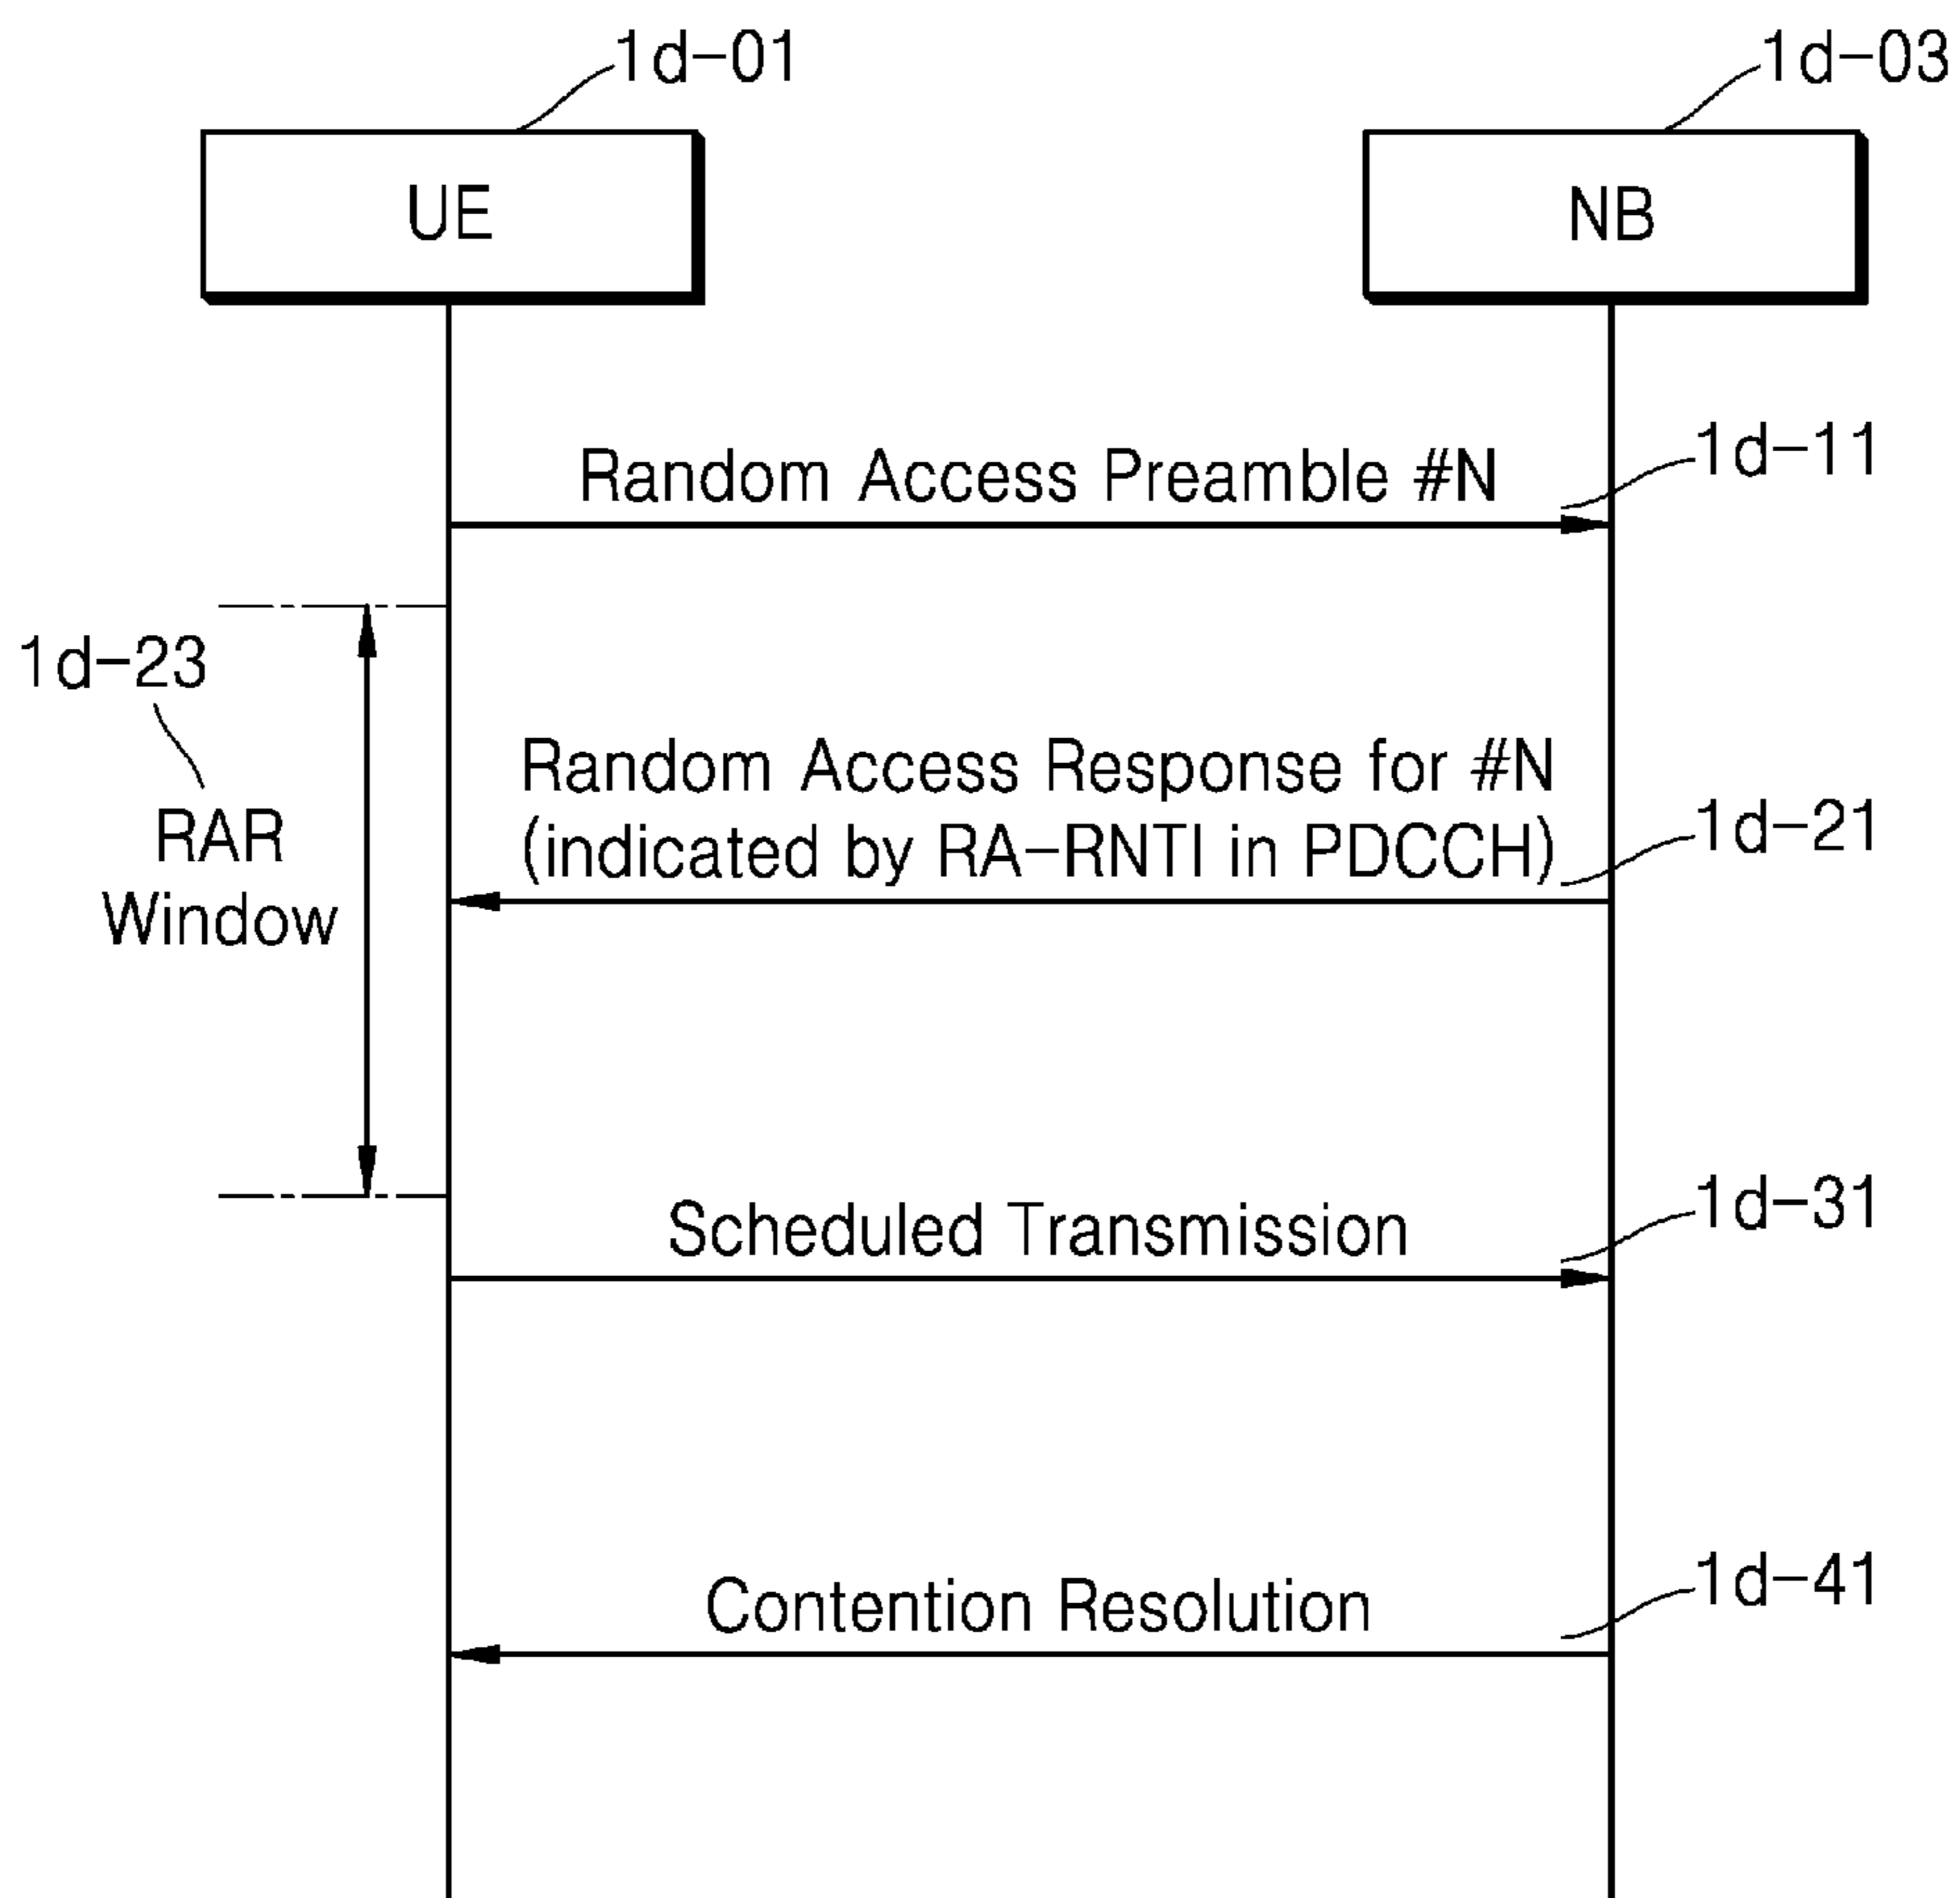 1d-01
1d-03
UE
NB
Random Access Preamble #N
1d-11
1d-23
RAR
Window
Random Access Response for #N
(indicated by RA-RNTI in PDCCH)
1d-21
Scheduled Transmission
1d-31
Contention Resolution
1d-41